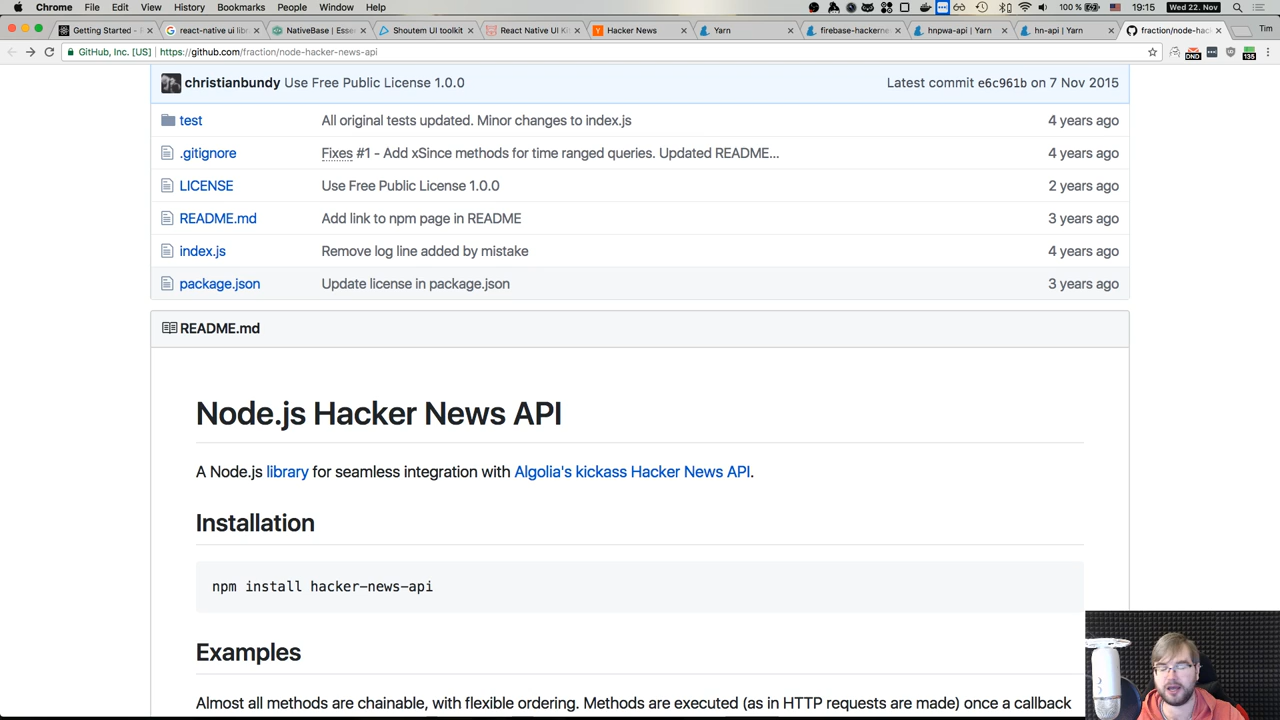 Chrome File Edit View History Bookmarks People Window Help 100 % 19:15 Wed 22. Nov
Getting Started - F react-native ui libr NativeBase | Essent Shoutem UI toolkit React Native UI Kit Hacker News Yarn firebase-hackerne hnpwa-api | Yarn hn-api | Yarn fraction/node-hack Tim
GitHub, Inc. [US] | https://github.com/fraction/node-hacker-news-api DND 135
christianbundy Use Free Public License 1.0.0 Latest commit e6c961b on 7 Nov 2015
test All original tests updated. Minor changes to index.js 4 years ago
.gitignore Fixes #1 - Add xSince methods for time ranged queries. Updated README... 4 years ago
LICENSE Use Free Public License 1.0.0 2 years ago
README.md Add link to npm page in README 3 years ago
index.js Remove log line added by mistake 4 years ago
package.json Update license in package.json 3 years ago
README.md
Node.js Hacker News API
A Node.js library for seamless integration with Algolia's kickass Hacker News API.
Installation
npm install hacker-news-api
Examples
Almost all methods are chainable, with flexible ordering. Methods are executed (as in HTTP requests are made) once a callback